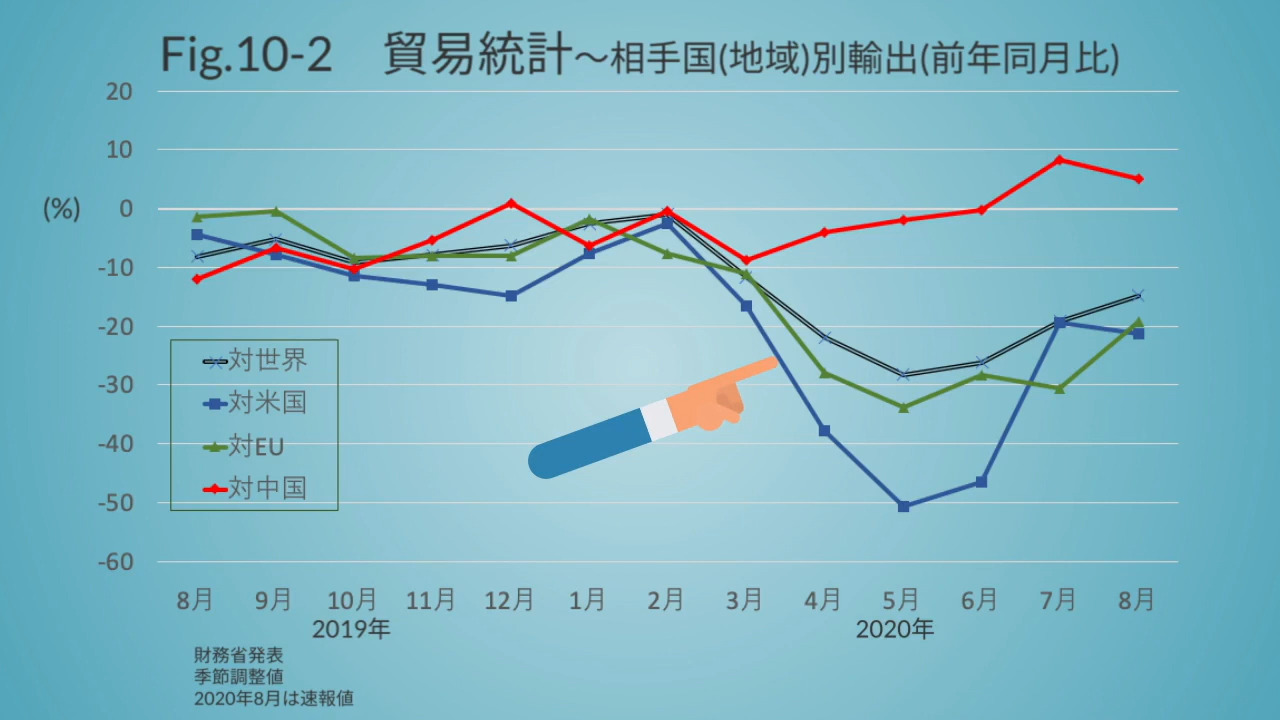 Fig.10-2　貿易統計～相手国(地域)別輸出(前年同月比)
20
10
(%)
0
-10
-20
-30
-40
-50
-60
対世界
対米国
対EU
対中国
8月 9月 10月 11月 12月 1月 2月 3月 4月 5月 6月 7月 8月
2019年 2020年
財務省発表
季節調整値
2020年8月は速報値